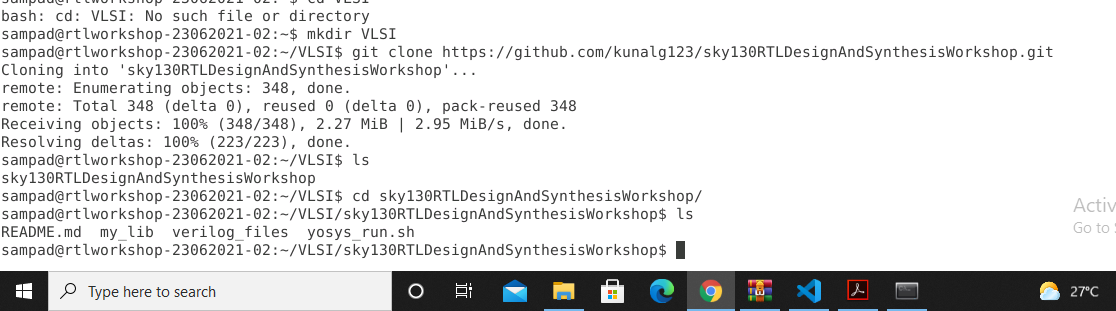 sampad@rtlworkshop-23062021-02:~$ cd VLSI
bash: cd: VLSI: No such file or directory
sampad@rtlworkshop-23062021-02:~$ mkdir VLSI
sampad@rtlworkshop-23062021-02:~/VLSI$ git clone https://github.com/kunalg123/sky130RTLDesignAndSynthesisWorkshop.git
Cloning into 'sky130RTLDesignAndSynthesisWorkshop'...
remote: Enumerating objects: 348, done.
remote: Total 348 (delta 0), reused 0 (delta 0), pack-reused 348
Receiving objects: 100% (348/348), 2.27 MiB | 2.95 MiB/s, done.
Resolving deltas: 100% (223/223), done.
sampad@rtlworkshop-23062021-02:~/VLSI$ ls
sky130RTLDesignAndSynthesisWorkshop
sampad@rtlworkshop-23062021-02:~/VLSI$ cd sky130RTLDesignAndSynthesisWorkshop/
sampad@rtlworkshop-23062021-02:~/VLSI/sky130RTLDesignAndSynthesisWorkshop$ ls
README.md my_lib verilog_files yosys_run.sh
sampad@rtlworkshop-23062021-02:~/VLSI/sky130RTLDesignAndSynthesisWorkshop$
Activ
Go to S
Type here to search
27°C